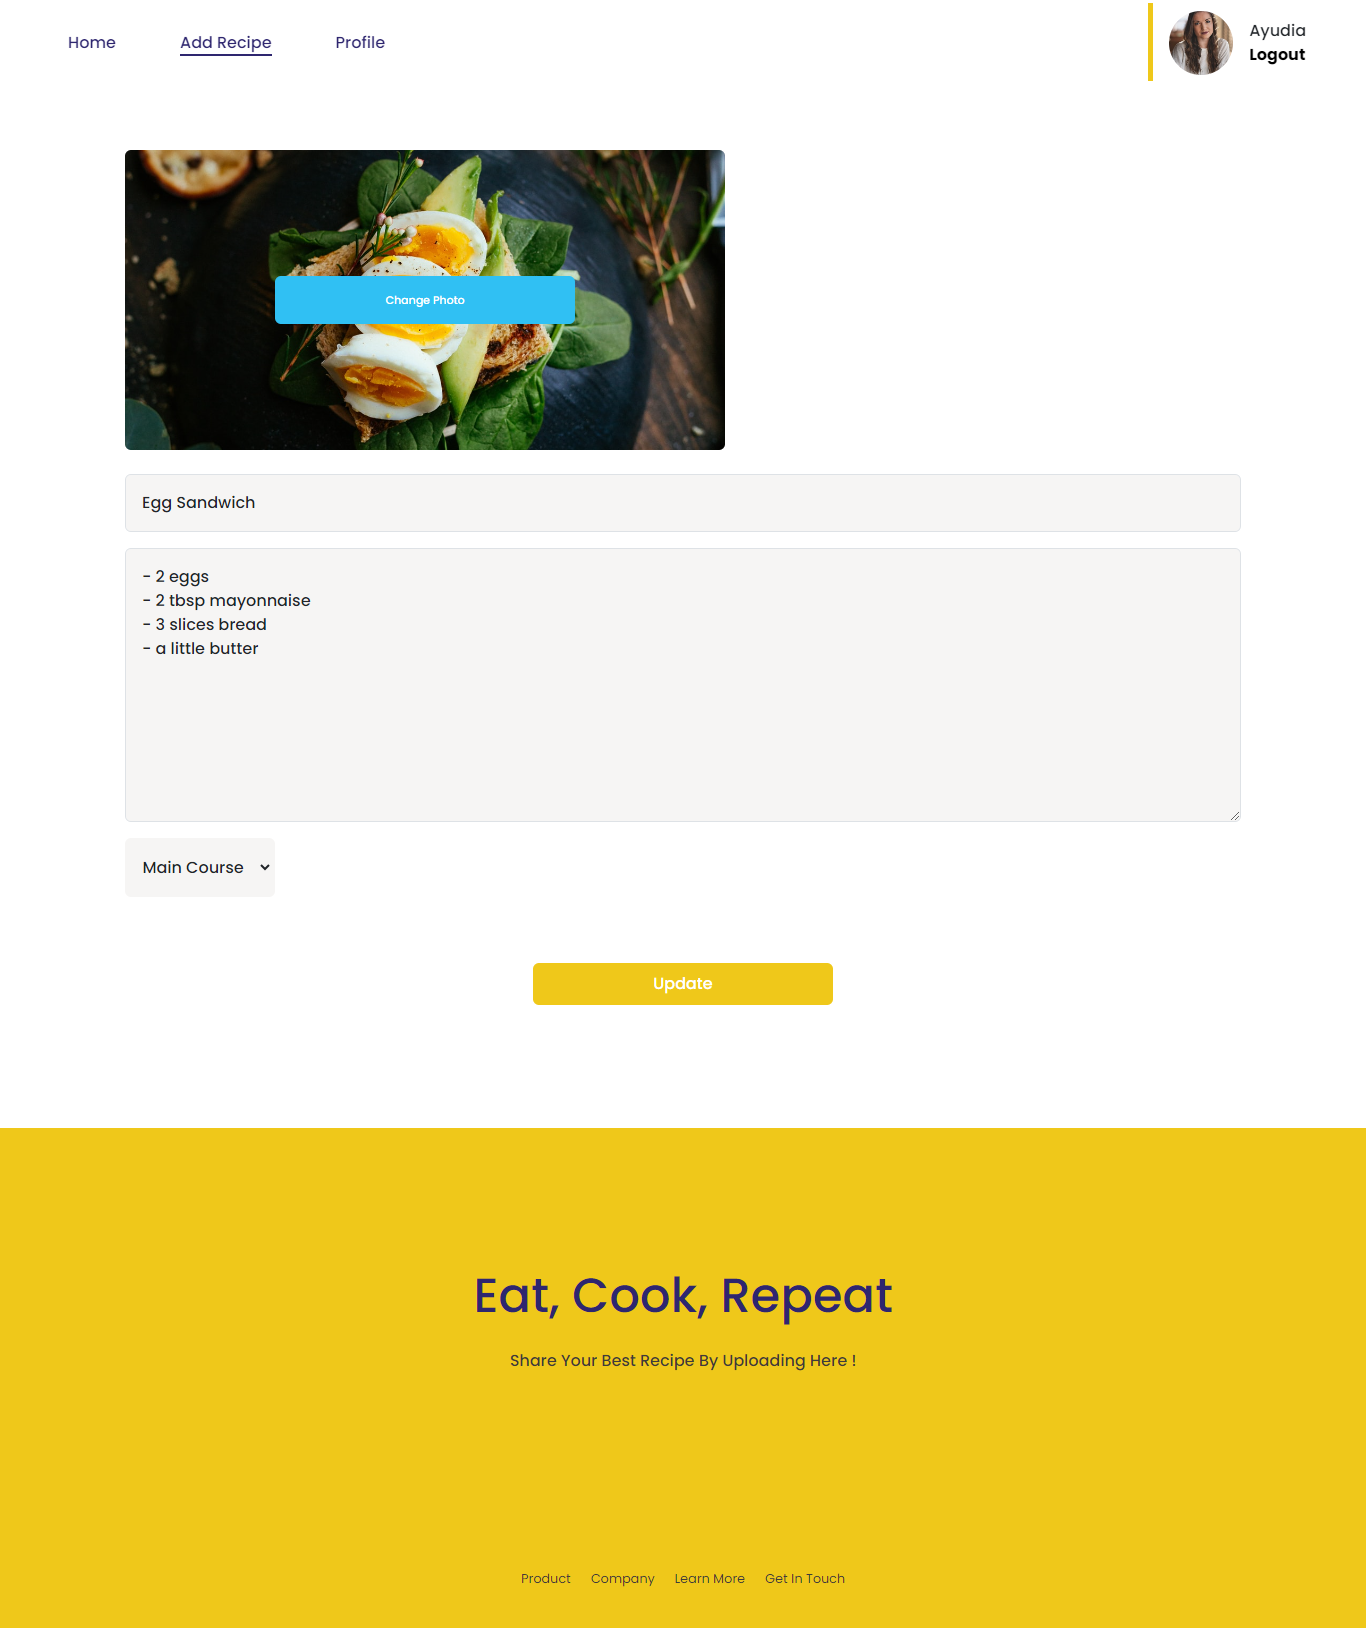 Home
Add Recipe
Profile
Ayudia
Logout
Change Photo
Egg Sandwich
- 2 eggs
- 2 tbsp mayonnaise
- 3 slices bread
- a little butter
Main Course
Update
Eat, Cook, Repeat
Share Your Best Recipe By Uploading Here !
Product
Company
Learn More
Get In Touch